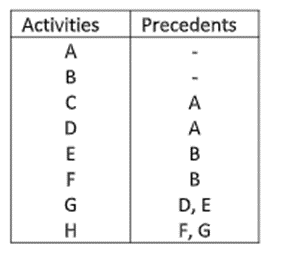 Activities Precedents
A -
B -
C A
D A
E B
F B
G D, E
H F, G